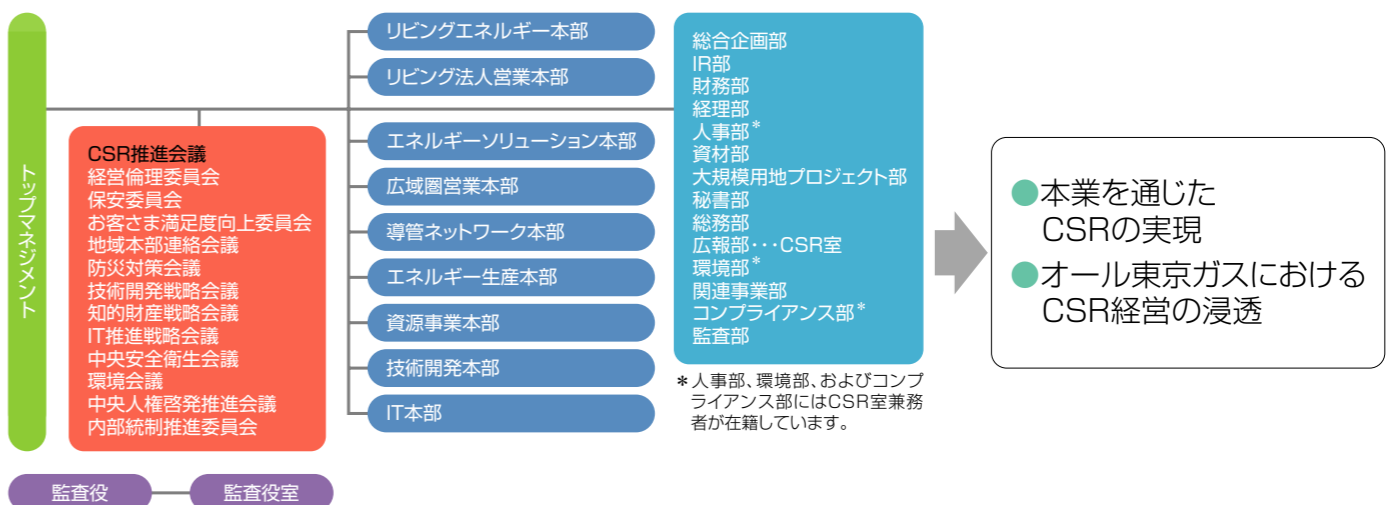 トップマネジメント
CSR推進会議
経営倫理委員会
保安委員会
お客さま満足度向上委員会
地域本部連絡会議
防災対策会議
技術開発戦略会議
知的財産戦略会議
IT推進戦略会議
中央安全衛生会議
環境会議
中央人権啓発推進会議
内部統制推進委員会
監査役
監査役室
リビングエネルギー本部
リビング法人営業本部
エネルギーソリューション本部
広域圏営業本部
導管ネットワーク本部
エネルギー生産本部
資源事業本部
技術開発本部
IT本部
総合企画部
IR部
財務部
経理部
人事部*
資材部
大規模用地プロジェクト部
秘書部
総務部
広報部・・・CSR室
環境部*
関連事業部
コンプライアンス部*
監査部
*人事部、環境部、およびコンプ
ライアンス部にはCSR室兼務
者が在籍しています。
●本業を通じた
CSRの実現
●オール東京ガスにおける
CSR経営の浸透